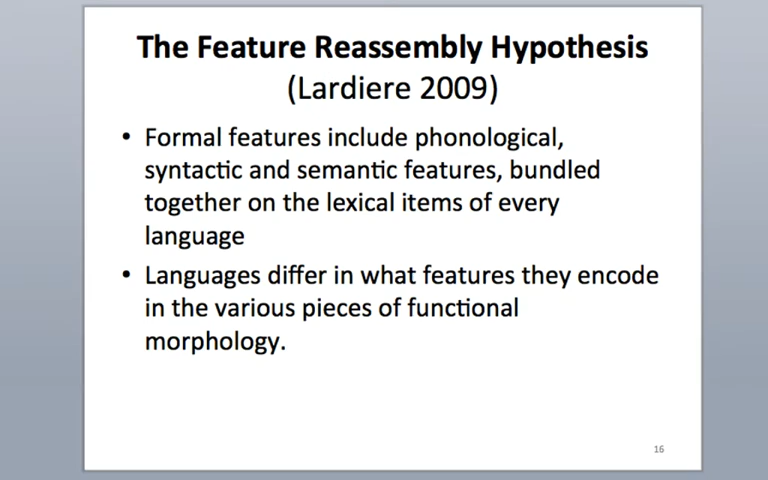 The Feature Reassembly Hypothesis
(Lardiere 2009)
• Formal features include phonological,
syntactic and semantic features, bundled
together on the lexical items of every
language
• Languages differ in what features they encode
in the various pieces of functional
morphology.
16